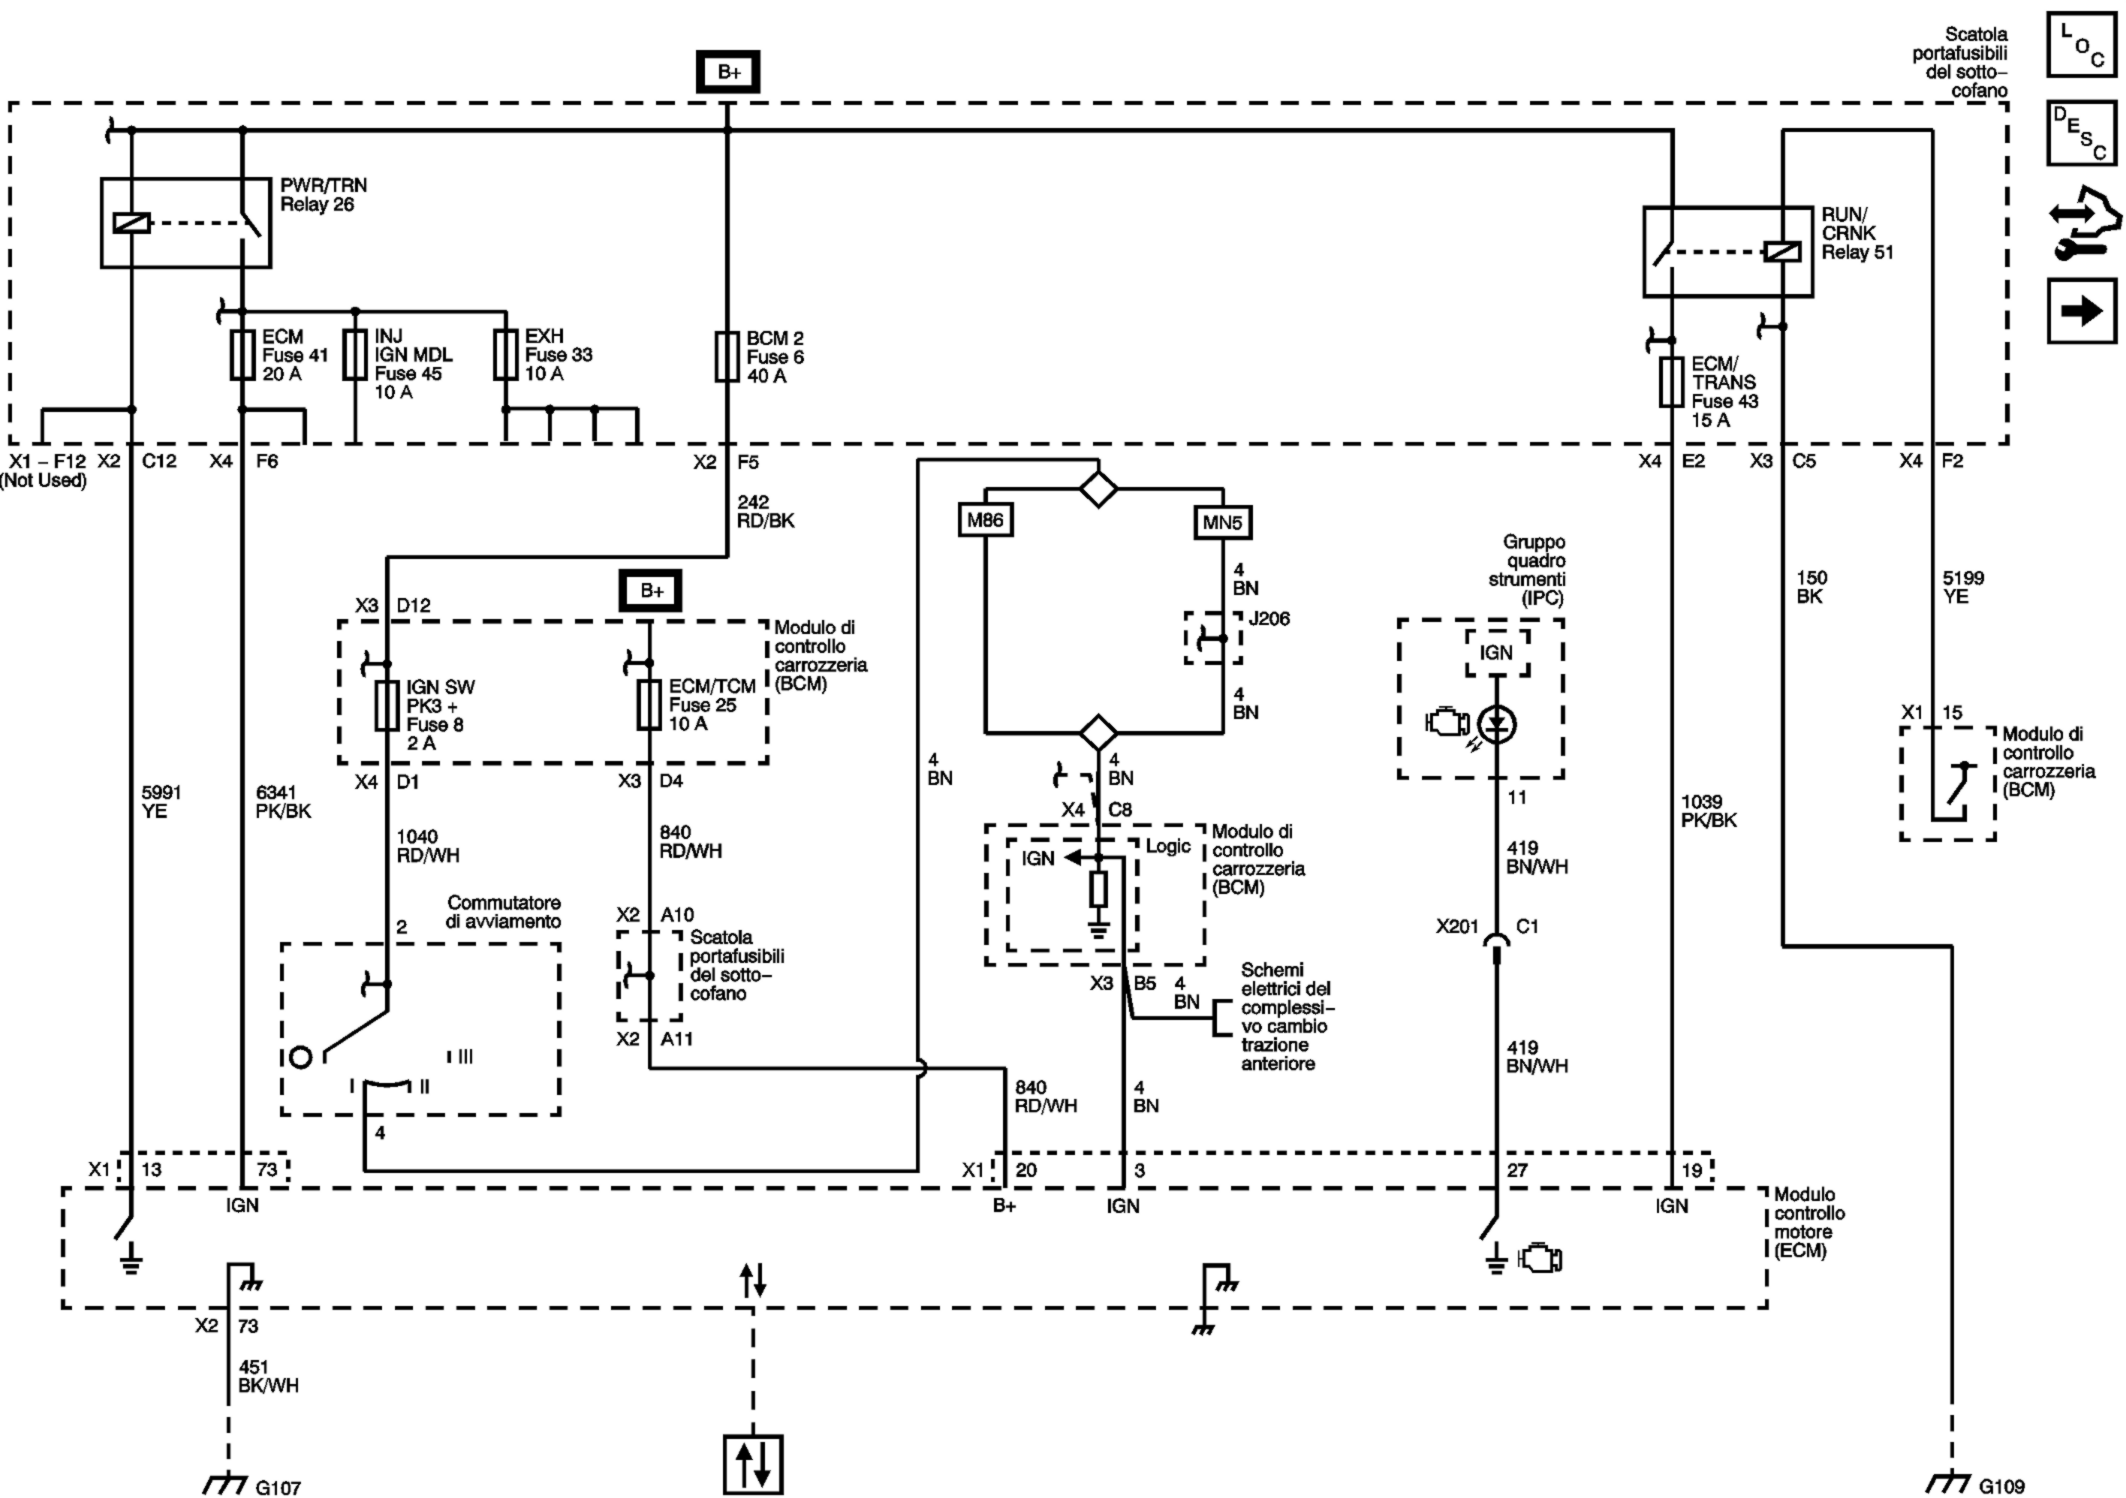 Scatola
portafusibili
del sotto–
cofano
L
O
C
B+
D
E
S
C
PWR/TRN
Relay 26
RUN/
CRNK
Relay 51
ECM
Fuse 41
20 A
INJ
IGN MDL
Fuse 45
10 A
EXH
Fuse 33
10 A
BCM 2
Fuse 6
40 A
ECM/
TRANS
Fuse 43
15 A
X1 – F12
(Not Used)
X2 C12
X4 F6
X2 F5
X4 E2
X3 C5
X4 F2
242
RD/BK
M86
MN5
4
BN
J206
4
BN
Gruppo
quadro
strumenti
(IPC)
IGN
150
BK
5199
YE
X3 D12
B+
Modulo di
controllo
carrozzeria
(BCM)
IGN SW
PK3 +
Fuse 8
2 A
ECM/TCM
Fuse 25
10 A
X4 D1
X3 D4
X1 15
Modulo di
controllo
carrozzeria
(BCM)
5991
YE
6341
PK/BK
4
BN
4
BN
11
1039
PK/BK
1040
RD/WH
840
RD/WH
X4 C8
IGN
Logic
Modulo di
controllo
carrozzeria
(BCM)
419
BN/WH
Commutatore
di avviamento
2
X2 A10
Scatola
portafusibili
del sotto–
cofano
X2 A11
X201 C1
X3 B5
4
BN
Schemi
elettrici del
complessi–
vo cambio
trazione
anteriore
I
II
III
4
840
RD/WH
4
BN
419
BN/WH
X1 13
73
X1 20
3
27
19
IGN
B+
IGN
IGN
Modulo
controllo
motore
(ECM)
X2 73
451
BK/WH
G107
G109